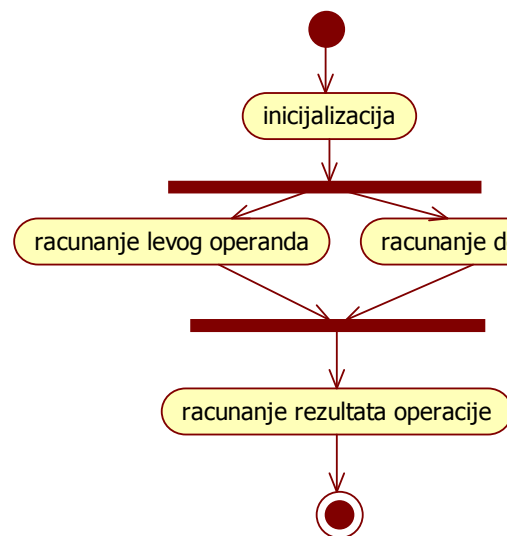 inicijalizacija
racunanje levog operanda
racunanje
racunanje rezultata operacije